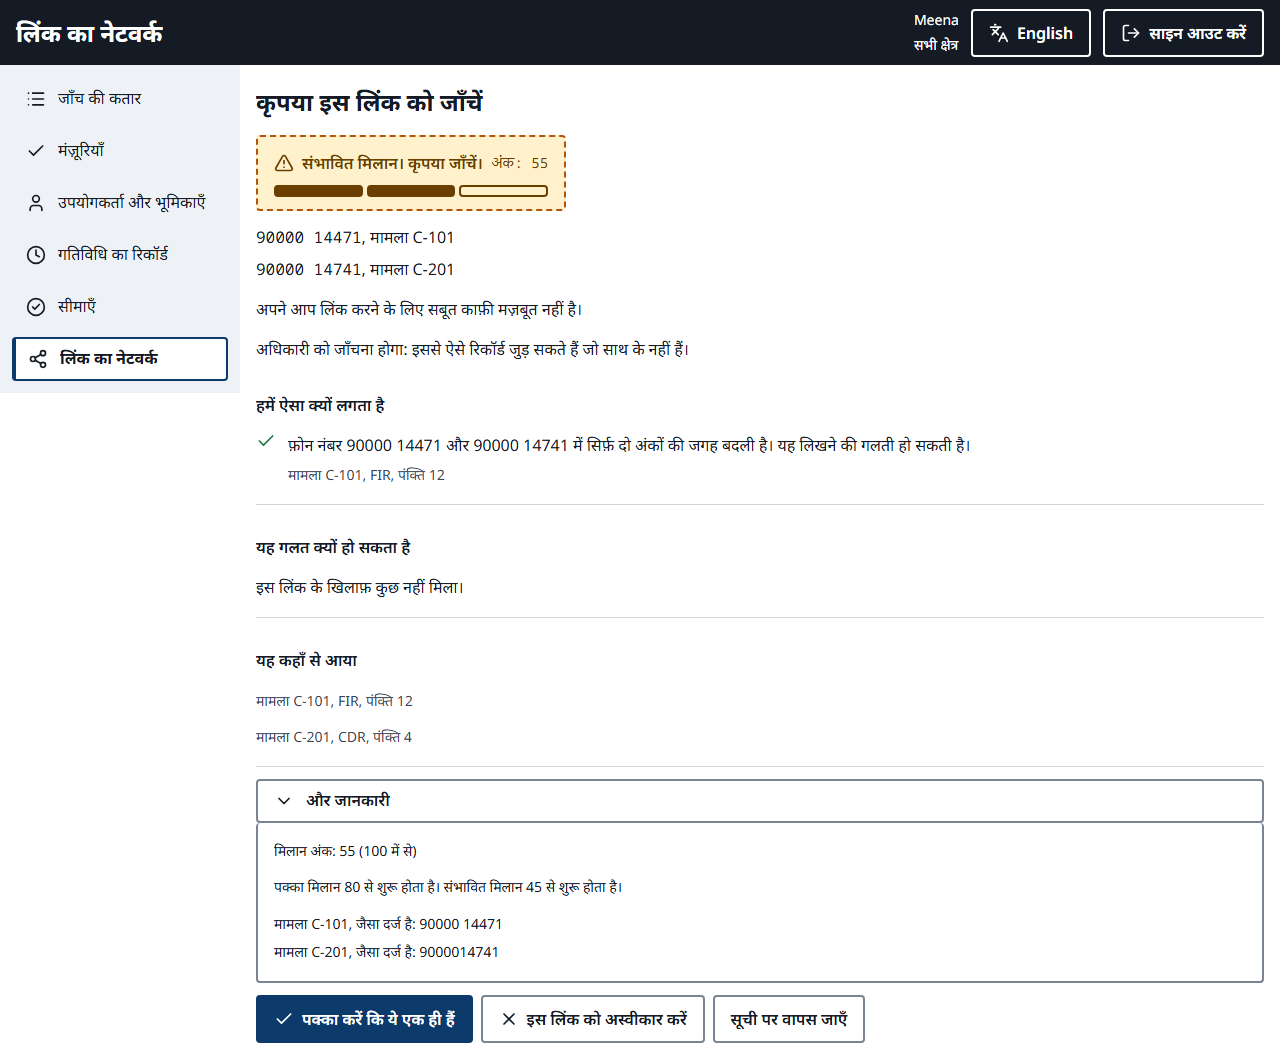 लिंक का नेटवर्क
Meena
सभी क्षेत्र
English
साइन आउट करें
जाँच की कतार
मंज़ूरियाँ
उपयोगकर्ता और भूमिकाएँ
गतिविधि का रिकॉर्ड
सीमाएँ
लिंक का नेटवर्क
कृपया इस लिंक को जाँचें
संभावित मिलान। कृपया जाँचें। अंक: 55
90000 14471, मामला C-101
90000 14741, मामला C-201
अपने आप लिंक करने के लिए सबूत काफ़ी मज़बूत नहीं है।
अधिकारी को जाँचना होगा: इससे ऐसे रिकॉर्ड जुड़ सकते हैं जो साथ के नहीं हैं।
हमें ऐसा क्यों लगता है
फ़ोन नंबर 90000 14471 और 90000 14741 में सिर्फ़ दो अंकों की जगह बदली है। यह लिखने की गलती हो सकती है।
मामला C-101, FIR, पंक्ति 12
यह गलत क्यों हो सकता है
इस लिंक के खिलाफ़ कुछ नहीं मिला।
यह कहाँ से आया
मामला C-101, FIR, पंक्ति 12
मामला C-201, CDR, पंक्ति 4
और जानकारी
मिलान अंक: 55 (100 में से)
पक्का मिलान 80 से शुरू होता है। संभावित मिलान 45 से शुरू होता है।
मामला C-101, जैसा दर्ज है: 90000 14471
मामला C-201, जैसा दर्ज है: 9000014741
पक्का करें कि ये एक ही हैं
इस लिंक को अस्वीकार करें
सूची पर वापस जाएँ